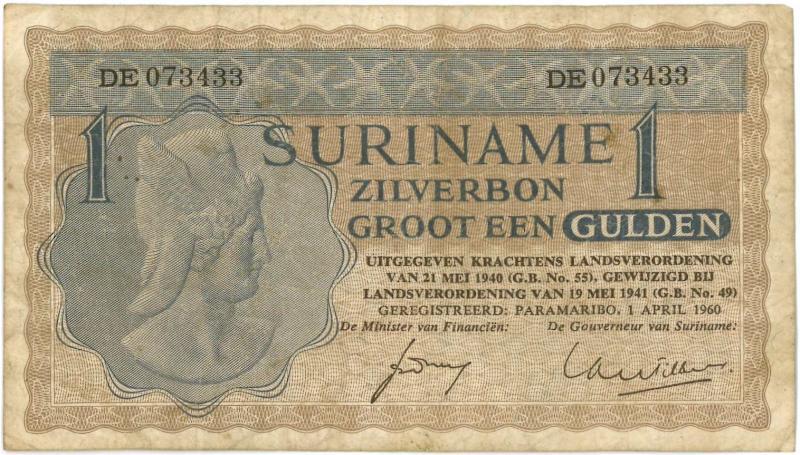 DE 073433 DE 073433
1 SURINAME 1
ZILVERBON
GROOT EEN GULDEN
UITGEGEVEN KRACHTENS LANDSVERORDENING
VAN 21 MEI 1940 (G.B. No. 55), GEWIJZIGD BIJ
LANDSVERORDENING VAN 19 MEI 1941 (G.B. No. 49)
GEREGISTREERD: PARAMARIBO, 1 APRIL 1960
De Minister van Financiën: De Gouverneur van Suriname: